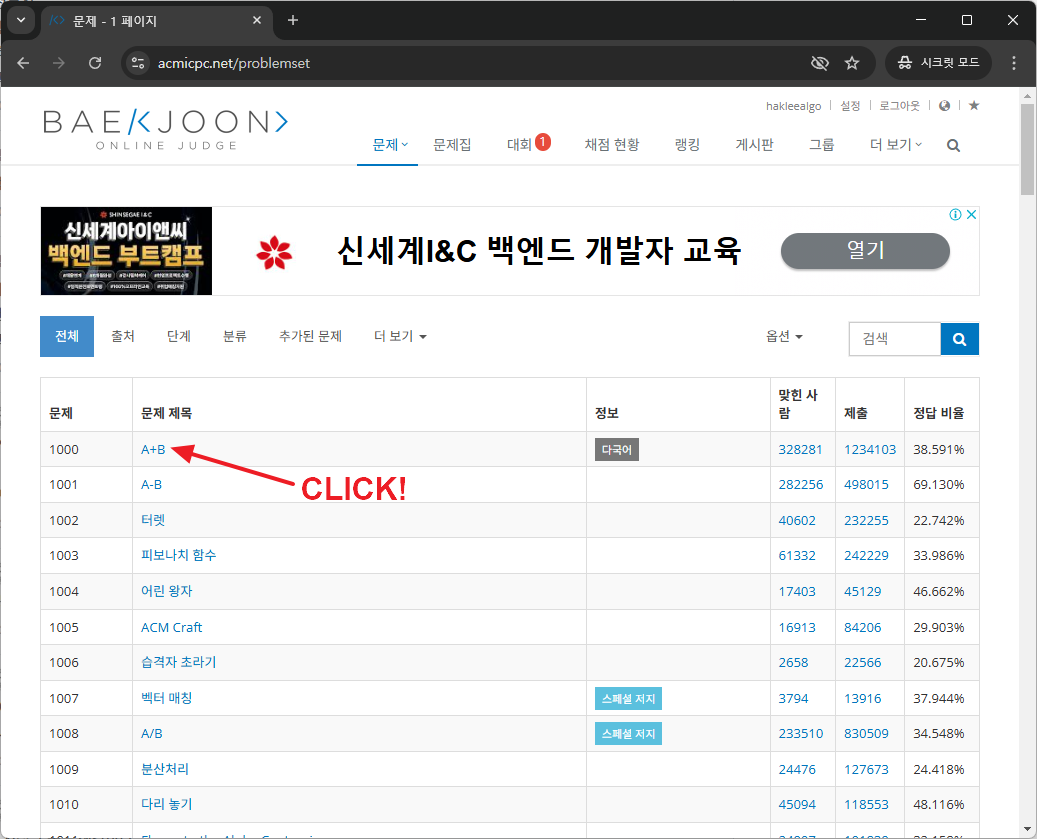 문제 - 1 페이지
acmicpc.net/problemset
시크릿 모드
hakleealgo 설정 로그아웃
BAE/<JOON>
ONLINE JUDGE
문제 문제집 대회 1 채점 현황 랭킹 게시판 그룹 더 보기
SHINSEGAE I&C
신세계아이앤씨
백엔드 부트캠프
신세계I&C 백엔드 개발자 교육
열기
전체 출처 단계 분류 추가된 문제 더 보기 옵션 검색
문제 문제 제목 정보 맞힌 사람 제출 정답 비율
1000 A+B 다국어 328281 1234103 38.591%
CLICK!
1001 A-B 282256 498015 69.130%
1002 터렛 40602 232255 22.742%
1003 피보나치 함수 61332 242229 33.986%
1004 어린 왕자 17403 45129 46.662%
1005 ACM Craft 16913 84206 29.903%
1006 습격자 초라기 2658 22566 20.675%
1007 벡터 매칭 스페셜 저지 3794 13916 37.944%
1008 A/B 스페셜 저지 233510 830509 34.548%
1009 분산처리 24476 127673 24.418%
1010 다리 놓기 45094 118553 48.116%